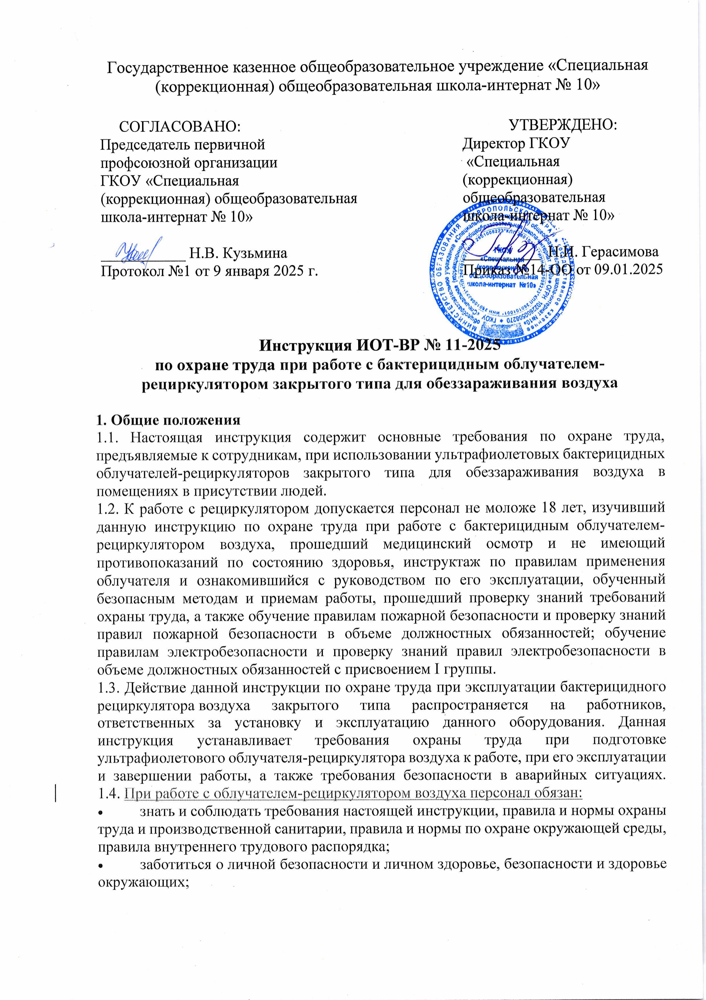 Государственное казенное общеобразовательное учреждение «Специальная
(коррекционная) общеобразовательная школа-интернат № 10»
СОГЛАСОВАНО:
Председатель первичной
профсоюзной организации
ГКОУ «Специальная
(коррекционная) общеобразовательная
школа-интернат № 10»
Н.В. Кузьмина
Протокол №1 от 9 января 2025 г.
УТВЕРЖДЕНО:
Директор ГКОУ
«Специальная
(коррекционная)
общеобразовательная
школа-интернат № 10»
Н.И. Герасимова
Приказ №14-ОО от 09.01.2025
ГКОУ
«Специальная
(коррекционная)
общеобразовательная
школа-интернат №10»
Инструкция ИОТ-ВР № 11-2025
по охране труда при работе с бактерицидным облучателем-
рециркулятором закрытого типа для обеззараживания воздуха
1. Общие положения
1.1. Настоящая инструкция содержит основные требования по охране труда,
предъявляемые к сотрудникам, при использовании ультрафиолетовых бактерицидных
облучателей-рециркуляторов закрытого типа для обеззараживания воздуха в
помещениях в присутствии людей.
1.2. К работе с рециркулятором допускается персонал не моложе 18 лет, изучивший
данную инструкцию по охране труда при работе с бактерицидным облучателем-
рециркулятором воздуха, прошедший медицинский осмотр и не имеющий
противопоказаний по состоянию здоровья, инструктаж по правилам применения
облучателя и ознакомившийся с руководством по его эксплуатации, обученный
безопасным методам и приемам работы, прошедший проверку знаний требований
охраны труда, а также обучение правилам пожарной безопасности и проверку знаний
правил пожарной безопасности в объеме должностных обязанностей; обучение
правилам электробезопасности и проверку знаний правил электробезопасности в
объеме должностных обязанностей с присвоением I группы.
1.3. Действие данной инструкции по охране труда при эксплуатации бактерицидного
рециркулятора воздуха закрытого типа распространяется на работников,
ответственных за установку и эксплуатацию данного оборудования. Данная
инструкция устанавливает требования охраны труда при подготовке
ультрафиолетового облучателя-рециркулятора воздуха к работе, при его эксплуатации
и завершении работы, а также требования безопасности в аварийных ситуациях.
1.4. При работе с облучателем-рециркулятором воздуха персонал обязан:
• знать и соблюдать требования настоящей инструкции, правила и нормы охраны
труда и производственной санитарии, правила и нормы по охране окружающей среды,
правила внутреннего трудового распорядка;
• заботиться о личной безопасности и личном здоровье, безопасности и здоровье
окружающих;